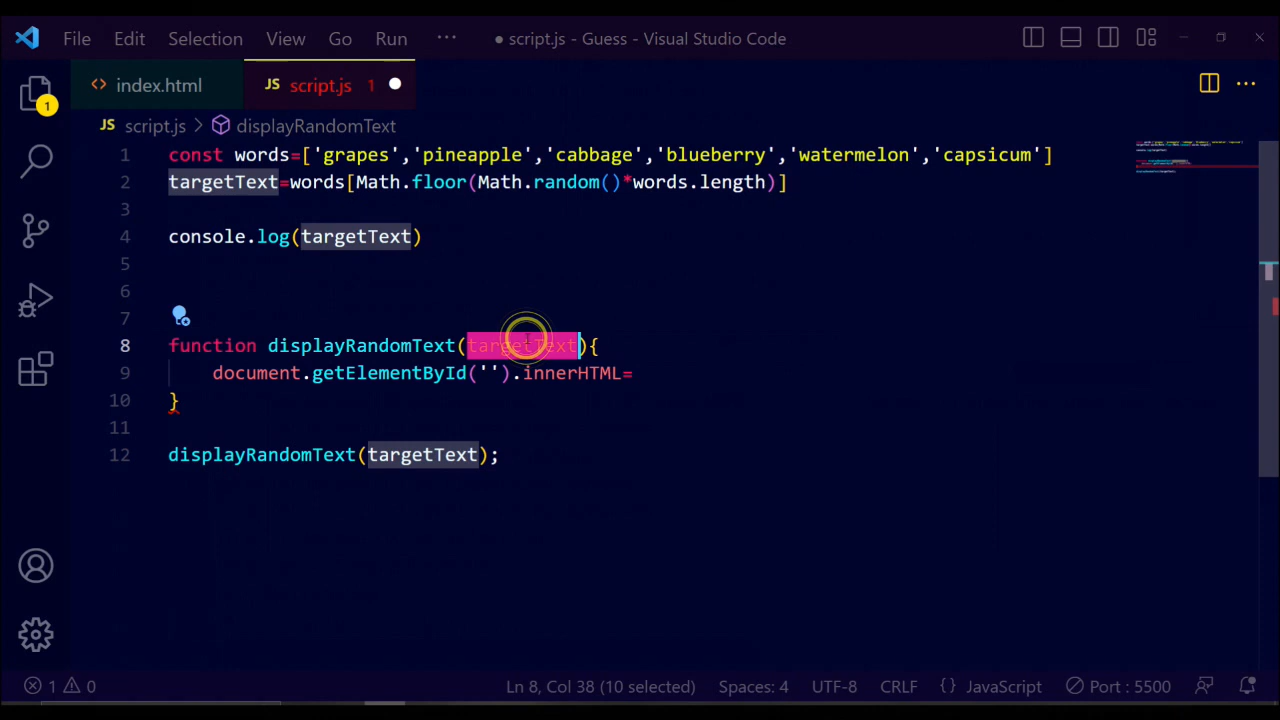 File Edit Selection View Go Run ··· ● script.js - Guess - Visual Studio Code
1 <> index.html JS script.js 1 ●
JS script.js > displayRandomText
1 const words=['grapes','pineapple','cabbage','blueberry','watermelon','capsicum']
2 targetText=words[Math.floor(Math.random()*words.length)]
3
4 console.log(targetText)
5
6
7
8 function displayRandomText(targetText){
9 document.getElementById('').innerHTML=
10 }
11
12 displayRandomText(targetText);
1 0 Ln 8, Col 38 (10 selected) Spaces: 4 UTF-8 CRLF {} JavaScript Port : 5500